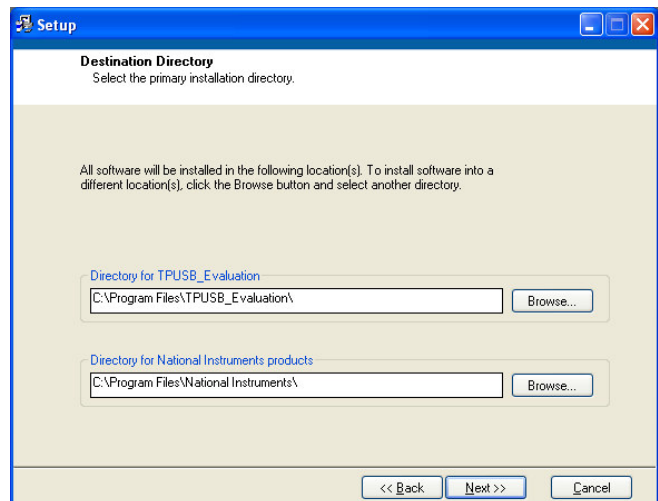 Setup
Destination Directory
Select the primary installation directory.
All software will be installed in the following location(s). To install software into a
different location(s), click the Browse button and select another directory.
Directory for TPUSB_Evaluation
C:\Program Files\TPUSB_Evaluation\
Browse...
Directory for National Instruments products
C:\Program Files\National Instruments\
Browse...
<< Back
Next >>
Cancel